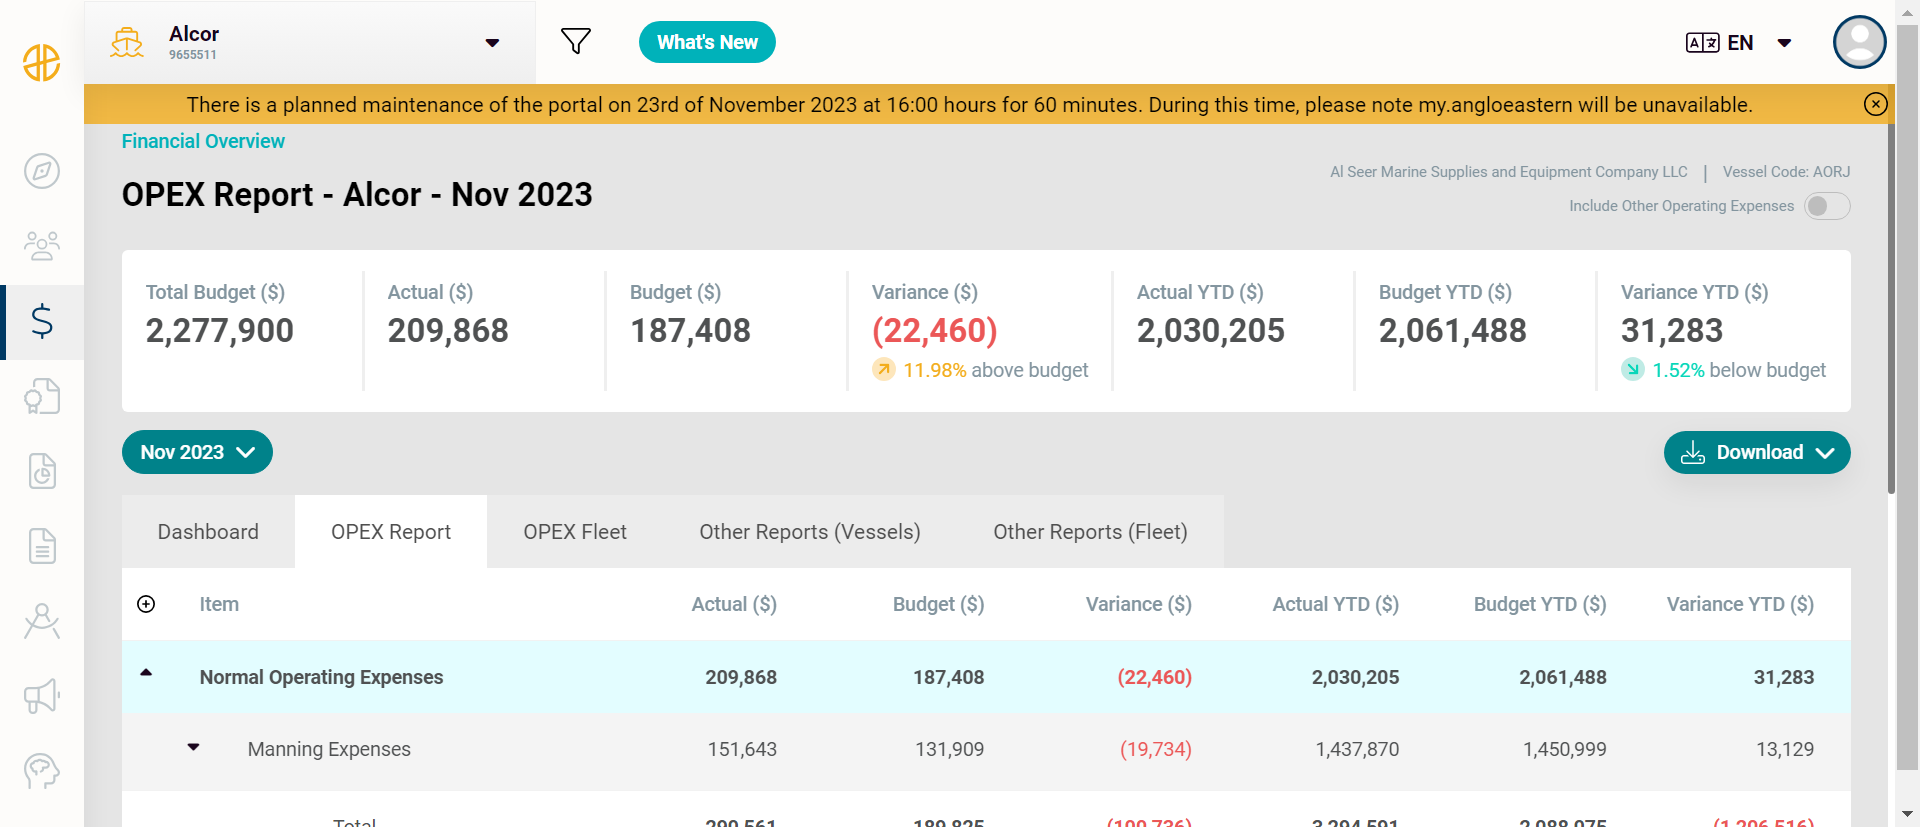 Alcor
9655511
What's New
EN
There is a planned maintenance of the portal on 23rd of November 2023 at 16:00 hours for 60 minutes. During this time, please note my.angloeastern will be unavailable.
Financial Overview
OPEX Report - Alcor - Nov 2023
Al Seer Marine Supplies and Equipment Company LLC | Vessel Code: AORJ
Include Other Operating Expenses
Total Budget ($) Actual ($) Budget ($) Variance ($) Actual YTD ($) Budget YTD ($) Variance YTD ($)
2,277,900 209,868 187,408 (22,460) 2,030,205 2,061,488 31,283
11.98% above budget 1.52% below budget
Nov 2023 Download
Dashboard OPEX Report OPEX Fleet Other Reports (Vessels) Other Reports (Fleet)
Item Actual ($) Budget ($) Variance ($) Actual YTD ($) Budget YTD ($) Variance YTD ($)
Normal Operating Expenses 209,868 187,408 (22,460) 2,030,205 2,061,488 31,283
Manning Expenses 151,643 131,909 (19,734) 1,437,870 1,450,999 13,129
Total